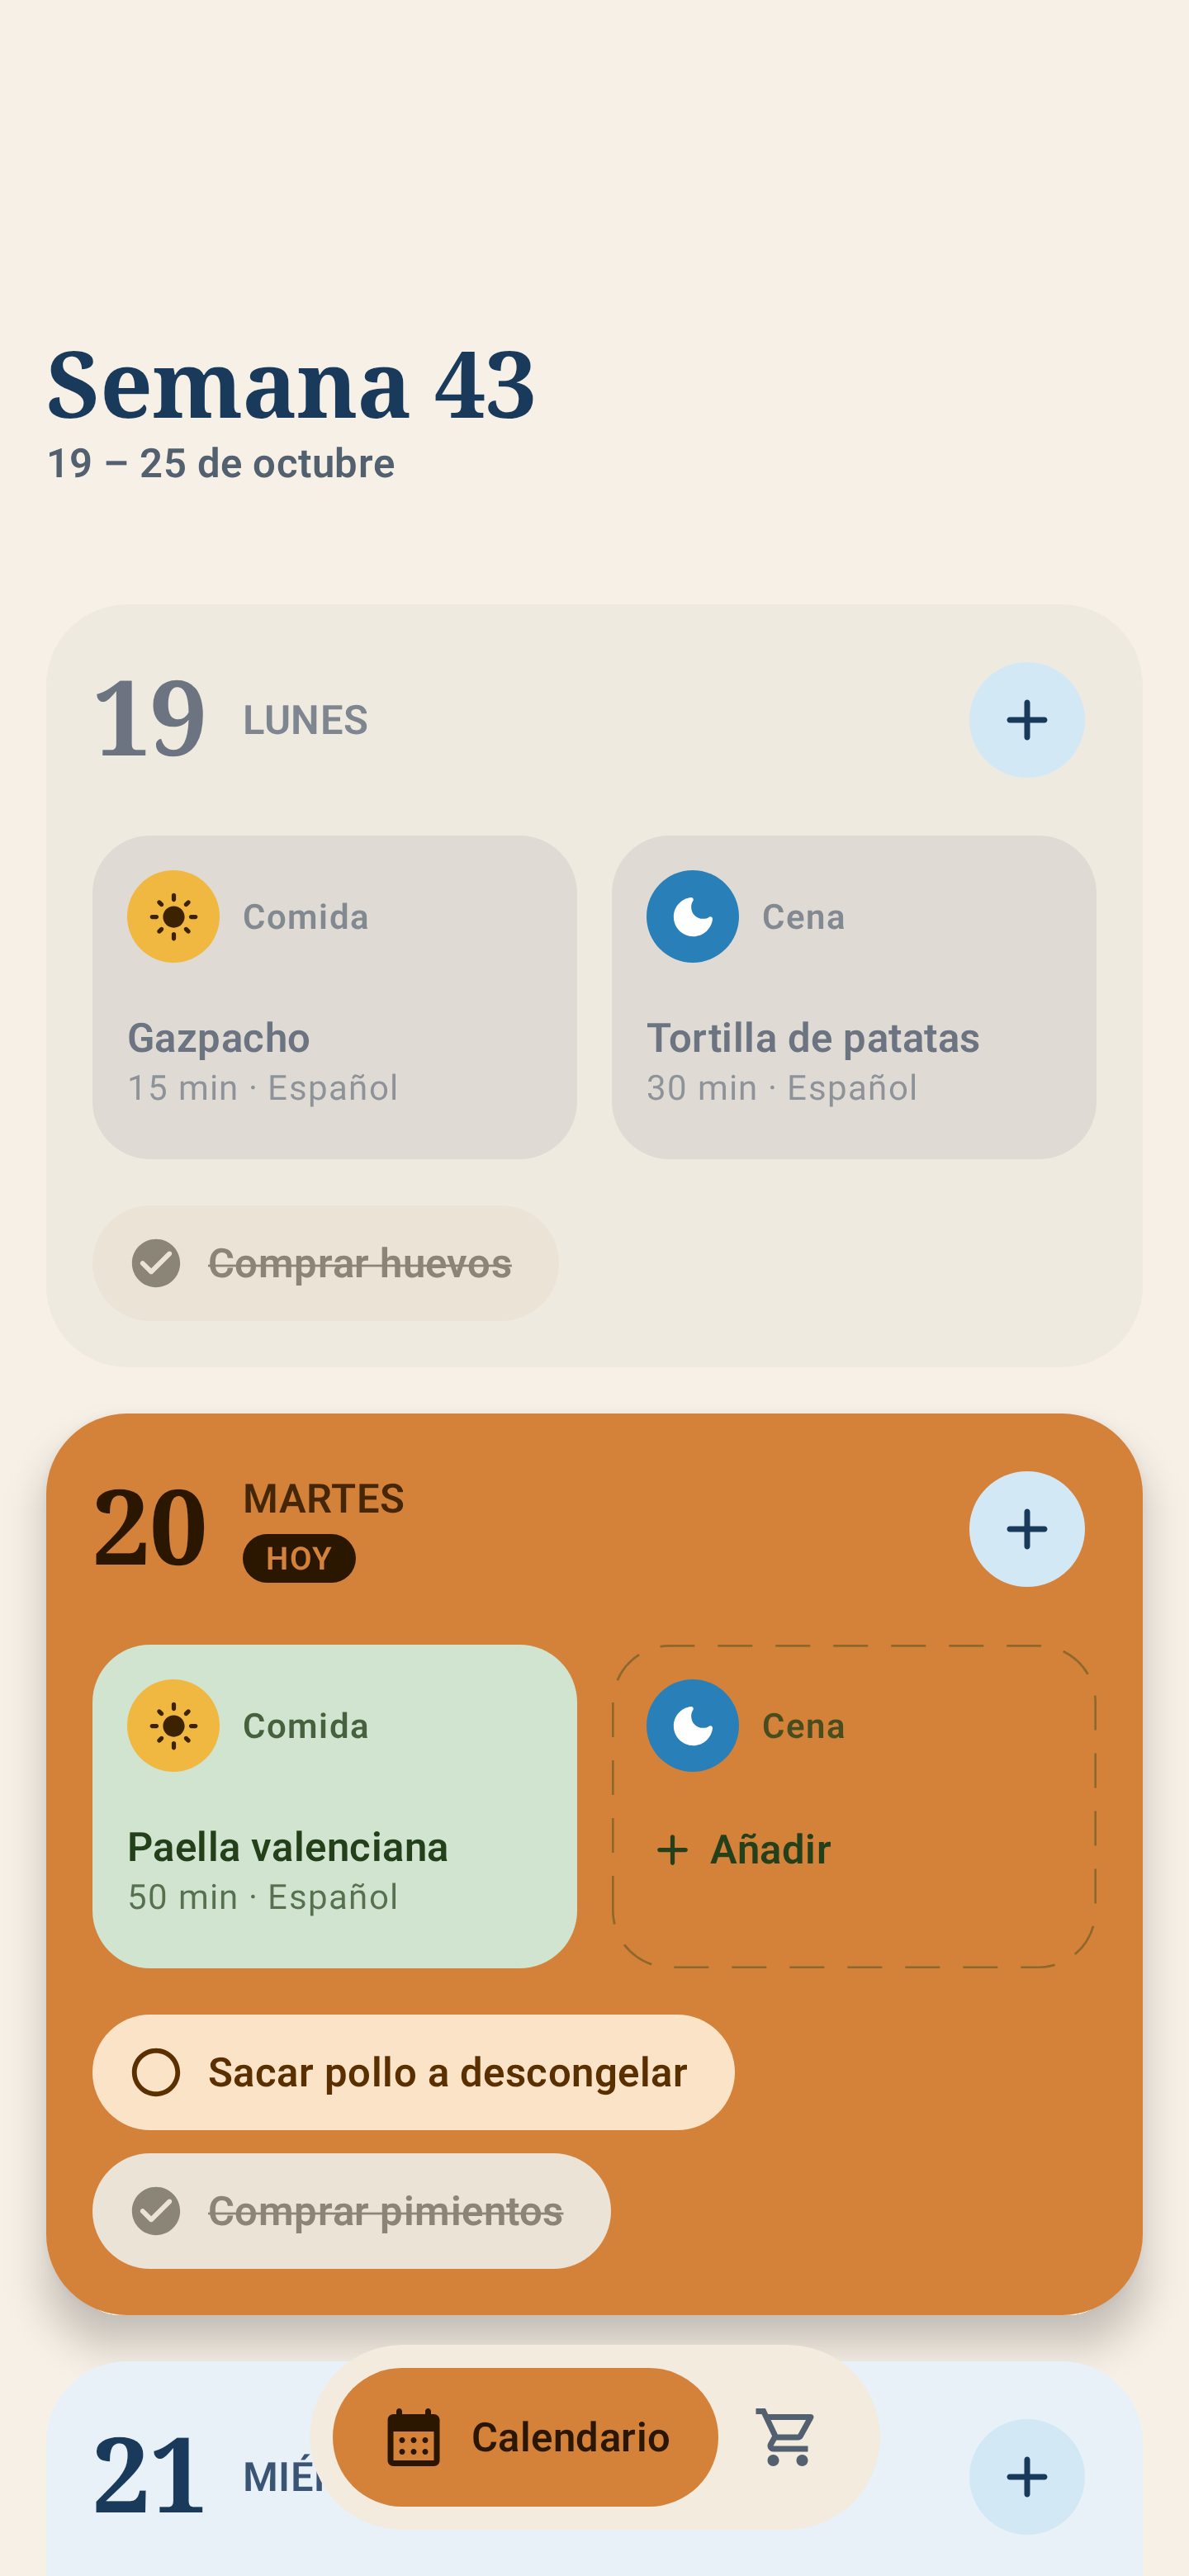 Semana 43
19 – 25 de octubre
19 LUNES
Comida
Gazpacho
15 min · Español
Cena
Tortilla de patatas
30 min · Español
Comprar huevos
20 MARTES
HOY
Comida
Paella valenciana
50 min · Español
Cena
Añadir
Sacar pollo a descongelar
Comprar pimientos
21
Calendario